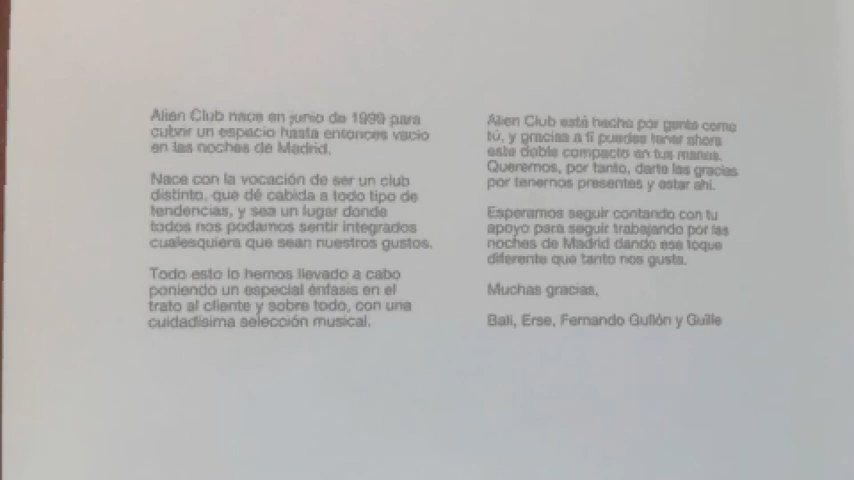 Alien Club nace en junio de 1999 para
cubrir un espacio hasta entonces vacio
en las noches de Madrid.
Nace con la vocación de ser un club
distinto, que dé cabida a todo tipo de
tendencias, y sea un lugar donde
todos nos podamos sentir integrados
cualesquiera que sean nuestros gustos.
Todo esto lo hemos llevado a cabo
poniendo un especial énfasis en el
trato al cliente y sobre todo, con una
cuidadísima selección musical.
Alien Club está hecho por gente como
tú, y gracias a tí puedes tener ahora
este doble compacto en tus manos.
Queremos, por tanto, darte las gracias
por tenernos presentes y estar ahí.
Esperamos seguir contando con tu
apoyo para seguir trabajando por las
noches de Madrid dando ese toque
diferente que tanto nos gusta.
Muchas gracias,
Bali, Erse, Fernando Gullón y Guille